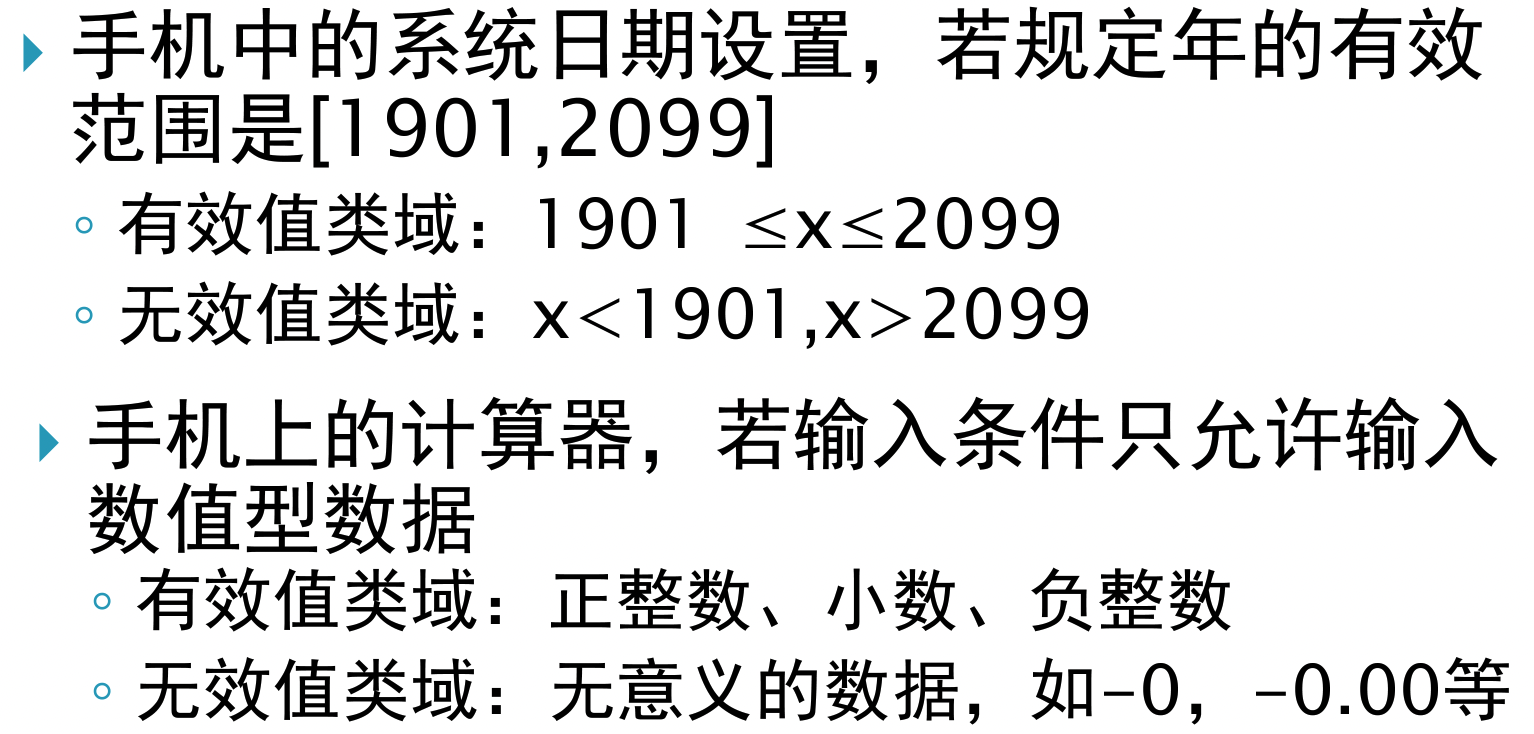 手机中的系统日期设置，若规定年的有效
范围是[1901,2099]
有效值类域：1901 ≤x≤2099
无效值类域：x<1901,x>2099
手机上的计算器，若输入条件只允许输入
数值型数据
有效值类域：正整数、小数、负整数
无效值类域：无意义的数据，如-0，-0.00等